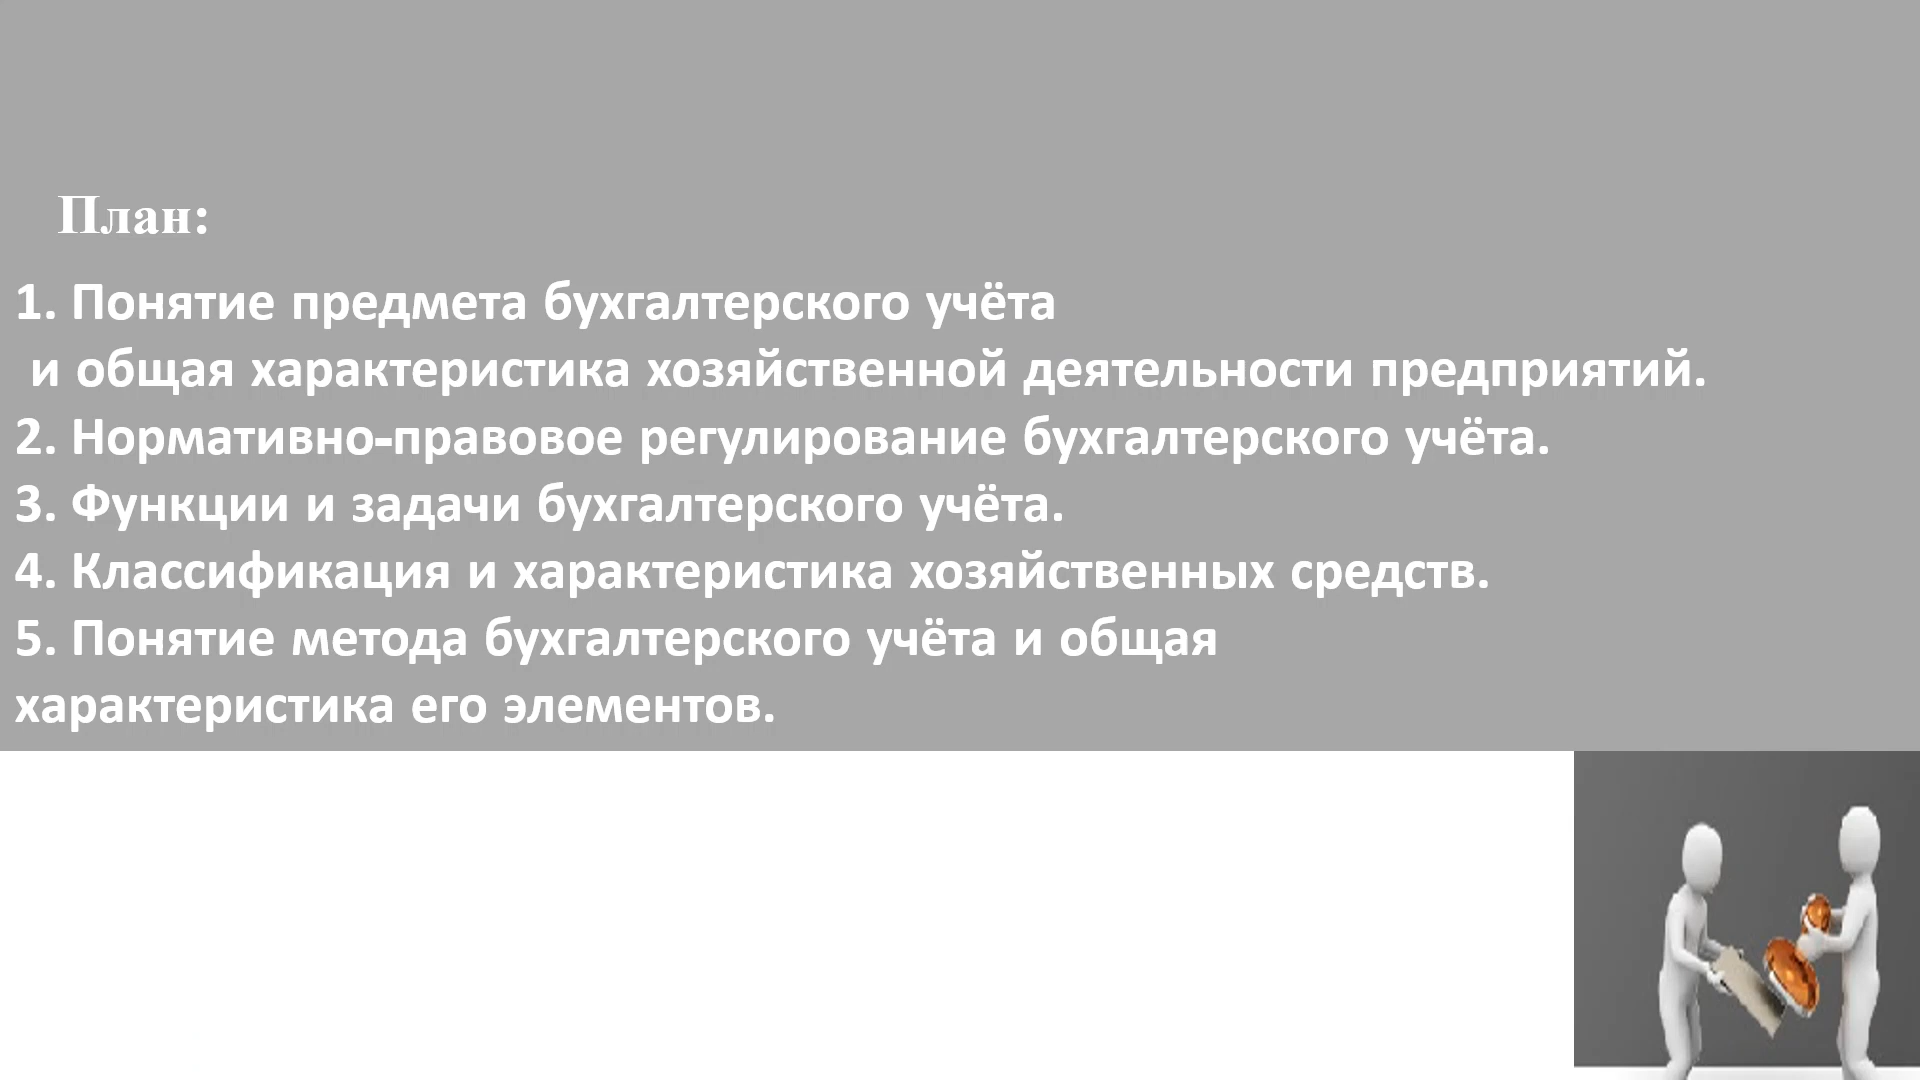 План:
1. Понятие предмета бухгалтерского учёта
и общая характеристика хозяйственной деятельности предприятий.
2. Нормативно-правовое регулирование бухгалтерского учёта.
3. Функции и задачи бухгалтерского учёта.
4. Классификация и характеристика хозяйственных средств.
5. Понятие метода бухгалтерского учёта и общая
характеристика его элементов.